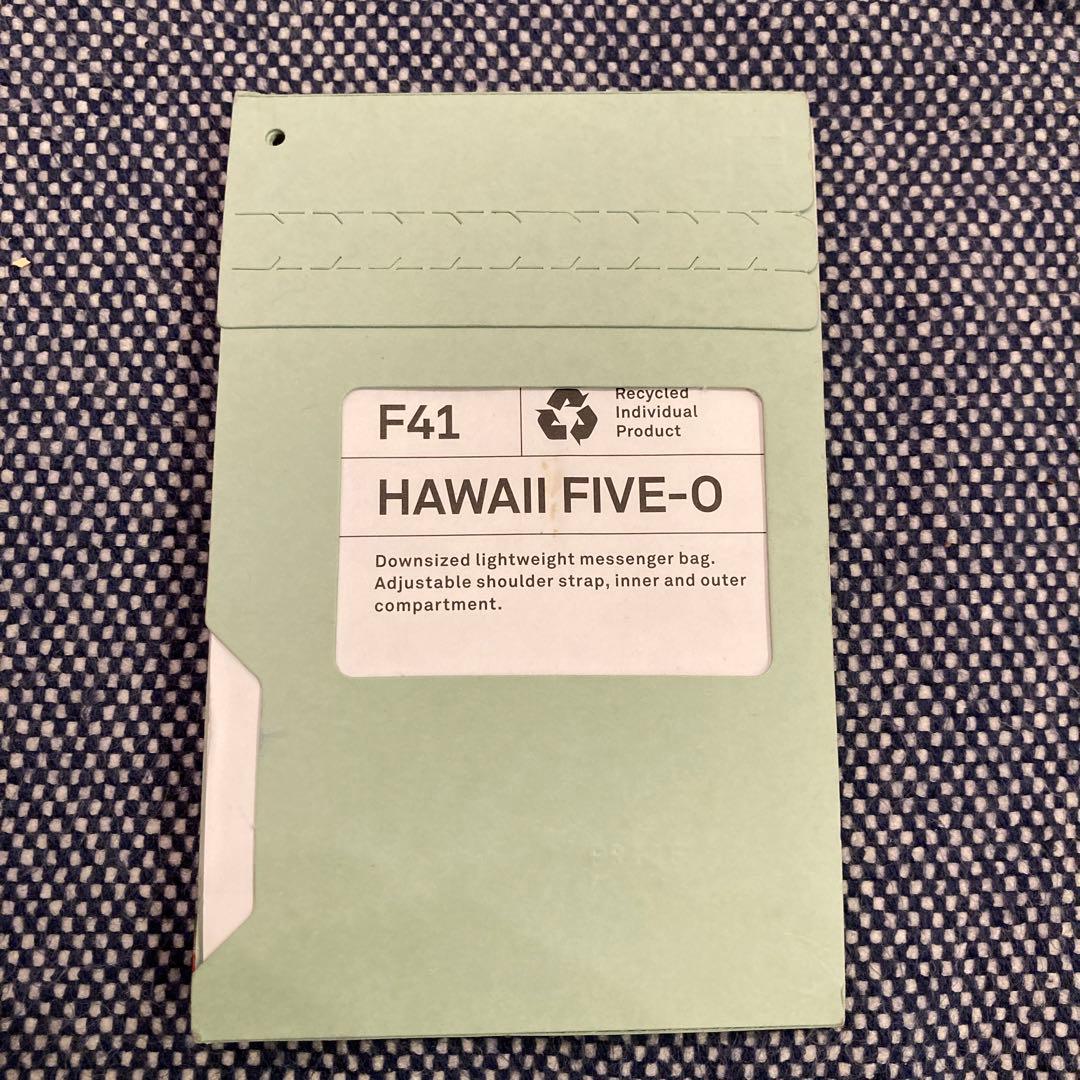 F41
Recycled
Individual
Product
HAWAII FIVE-O
Downsized lightweight messenger bag.
Adjustable shoulder strap, inner and outer
compartment.